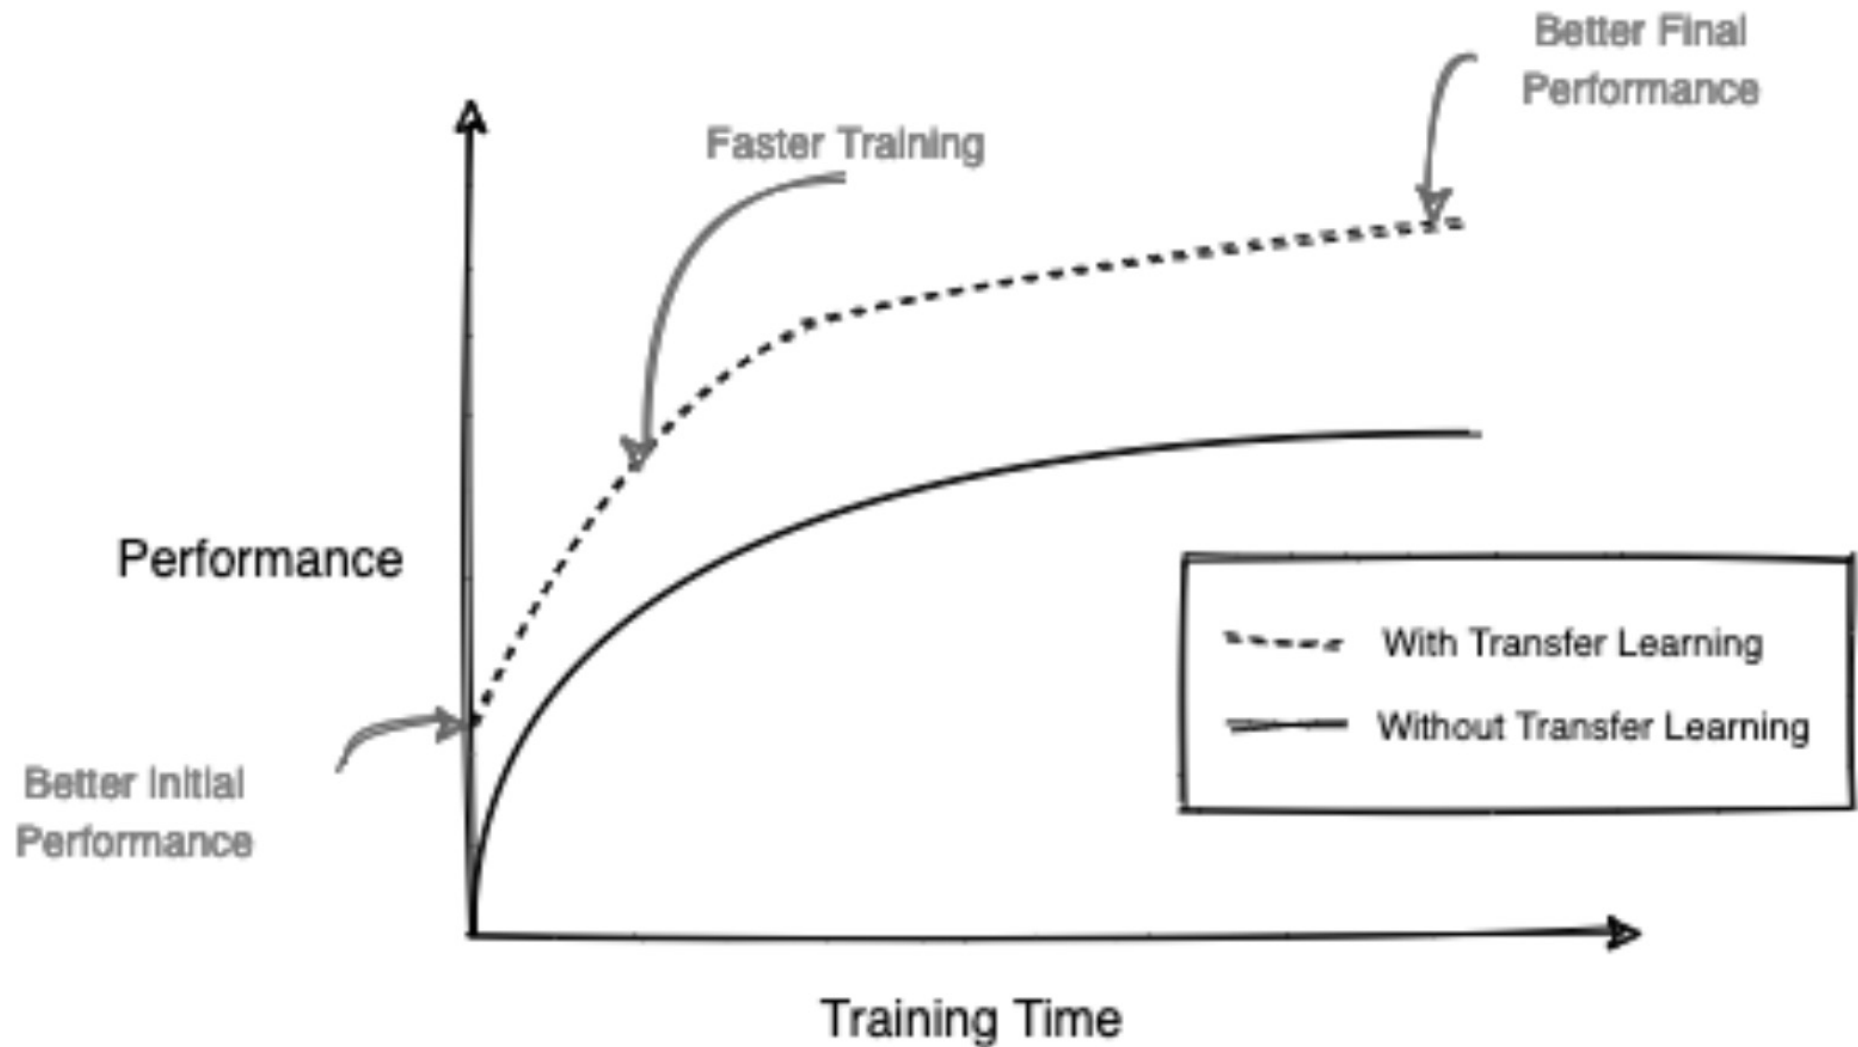 Better Final
Performance
Faster Training
Performance
With Transfer Learning
Without Transfer Learning
Better Initial
Performance
Training Time